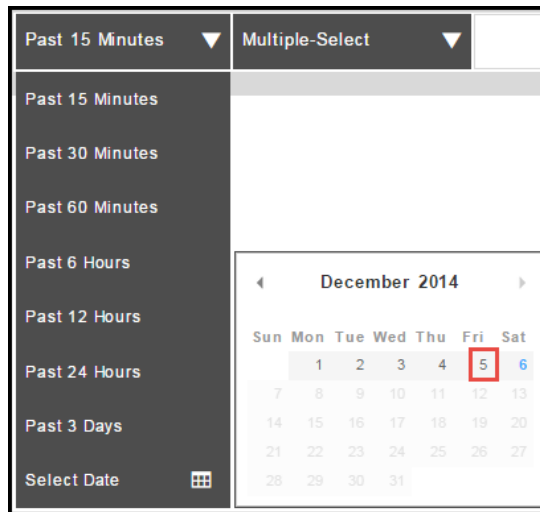 Past 15 Minutes
Multiple-Select
Past 15 Minutes
Past 30 Minutes
Past 60 Minutes
Past 6 Hours
Past 12 Hours
Past 24 Hours
Past 3 Days
Select Date
December 2014
Sun Mon Tue Wed Thu Fri Sat
1 2 3 4 5 6
7 8 9 10 11 12 13
14 15 16 17 18 19 20
21 22 23 24 25 26 27
28 29 30 31